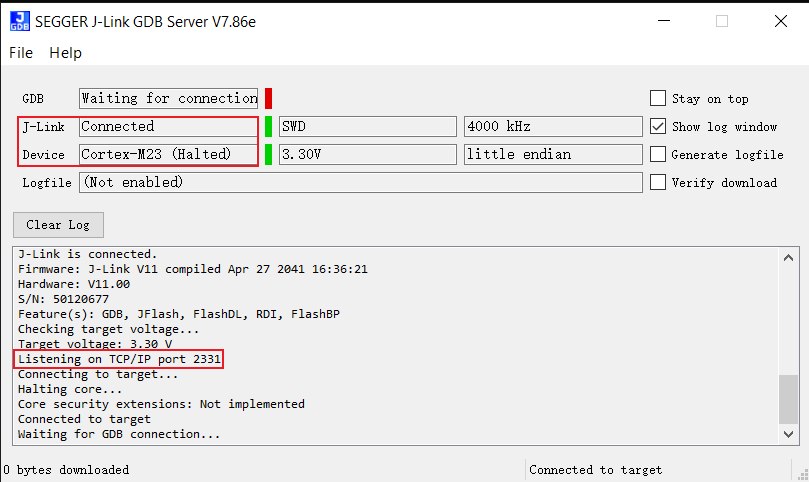 J-Link
GDB
SEGGER J-Link GDB Server V7.86e
File Help
GDB Waiting for connection Stay on top
J-Link Connected SWD 4000 kHz Show log window
Device Cortex-M23 (Halted) 3.30V little endian Generate logfile
Logfile (Not enabled) Verify download
Clear Log
J-Link is connected.
Firmware: J-Link V11 compiled Apr 27 2041 16:36:21
Hardware: V11.00
S/N: 50120677
Feature(s): GDB, JFlash, FlashDL, RDI, FlashBP
Checking target voltage...
Target voltage: 3.30 V
Listening on TCP/IP port 2331
Connecting to target...
Halting core...
Core security extensions: Not implemented
Connected to target
Waiting for GDB connection...
0 bytes downloaded Connected to target